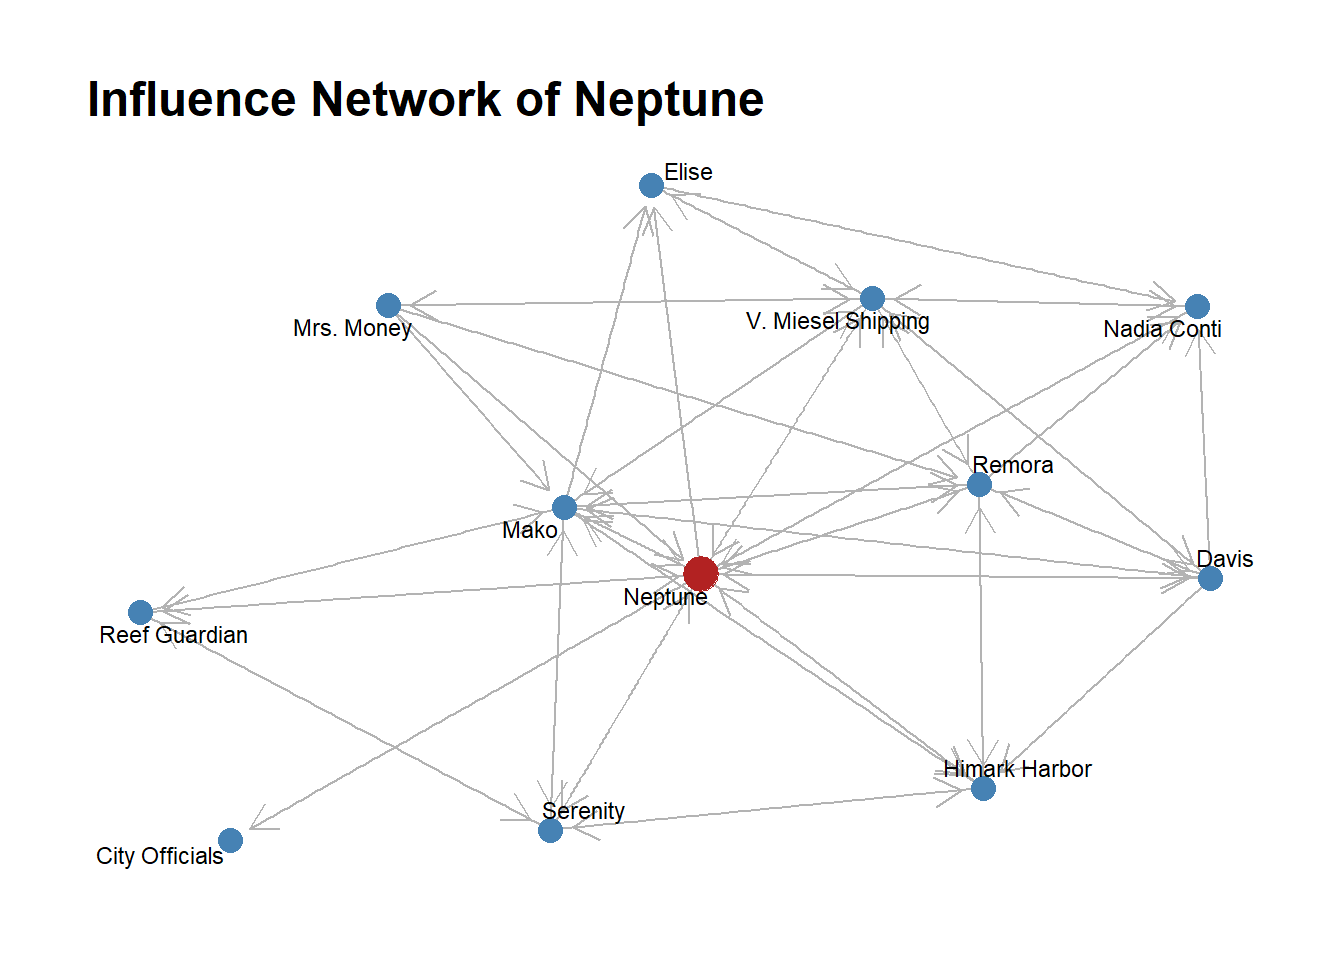 Influence Network of Neptune
Elise
Mrs. Money
V. Miesel Shipping
Nadia Conti
Remora
Mako
Davis
Neptune
Reef Guardian
Himark Harbor
Serenity
City Officials